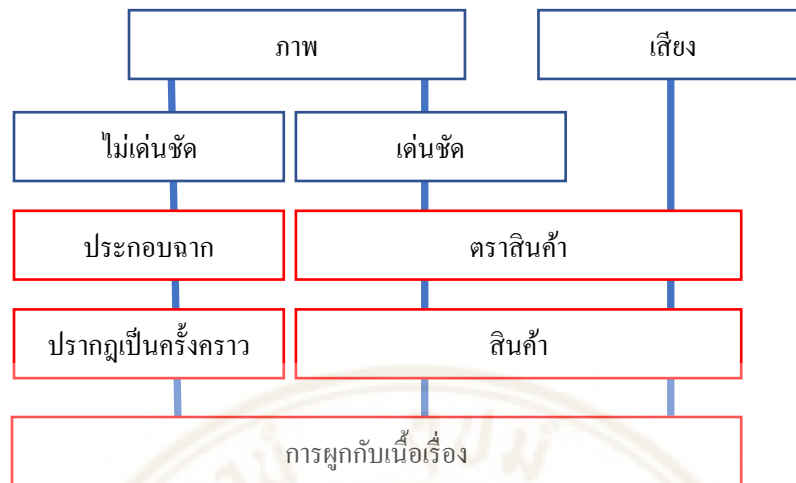 ภาพ
เสียง
ไม่เด่นชัด
เด่นชัด
ประกอบฉาก
ตราสินค้า
ปรากฏเป็นครั้งคราว
สินค้า
การผูกกับเนื้อเรื่อง